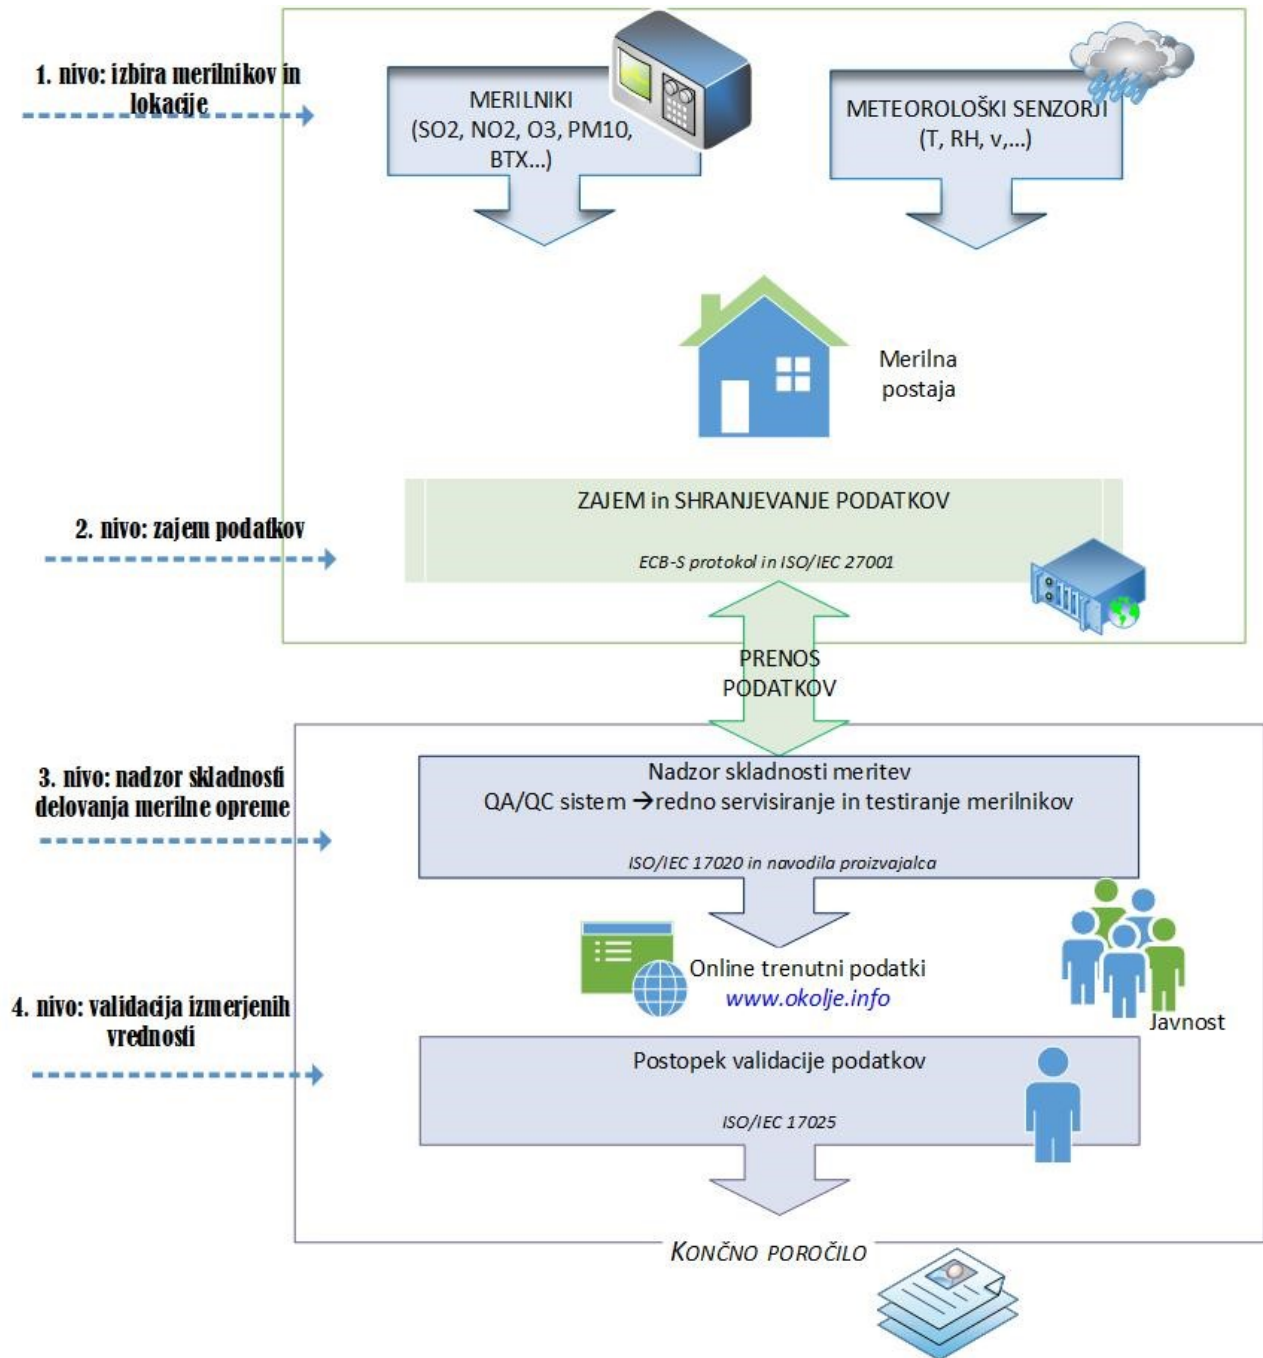 1. nivo: izbira merilnikov in
lokacije
MERILNIKI
(SO2, NO2, O3, PM10,
BTX...)
METEOROLOŠKI SENZORJI
(T, RH, v,...)
Merilna
postaja
2. nivo: zajem podatkov
ZAJEM in SHRANJEVANJE PODATKOV
ECB-S protokol in ISO/IEC 27001
PRENOS
PODATKOV
3. nivo: nadzor skladnosti
delovanja merilne opreme
Nadzor skladnosti meritev
QA/QC sistem →redno servisiranje in testiranje merilnikov
ISO/IEC 17020 in navodila proizvajalca
Online trenutni podatki
www.okolje.info
Javnost
4. nivo: validacija izmerjenih
vrednosti
Postopek validacije podatkov
ISO/IEC 17025
KONČNO POROČILO